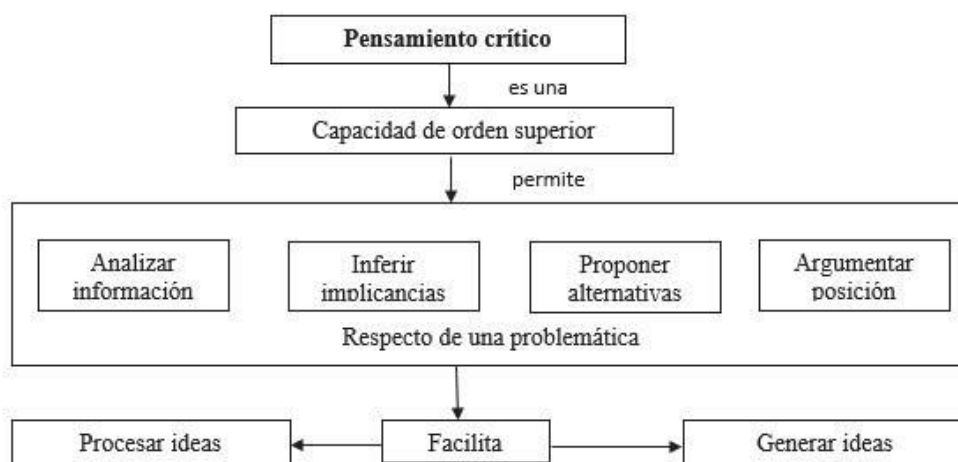 Pensamiento crítico
es una
Capacidad de orden superior
permite
Analizar
información
Inferir
implicancias
Proponer
alternativas
Argumentar
posición
Respecto de una problemática
Procesar ideas
Facilita
Generar ideas